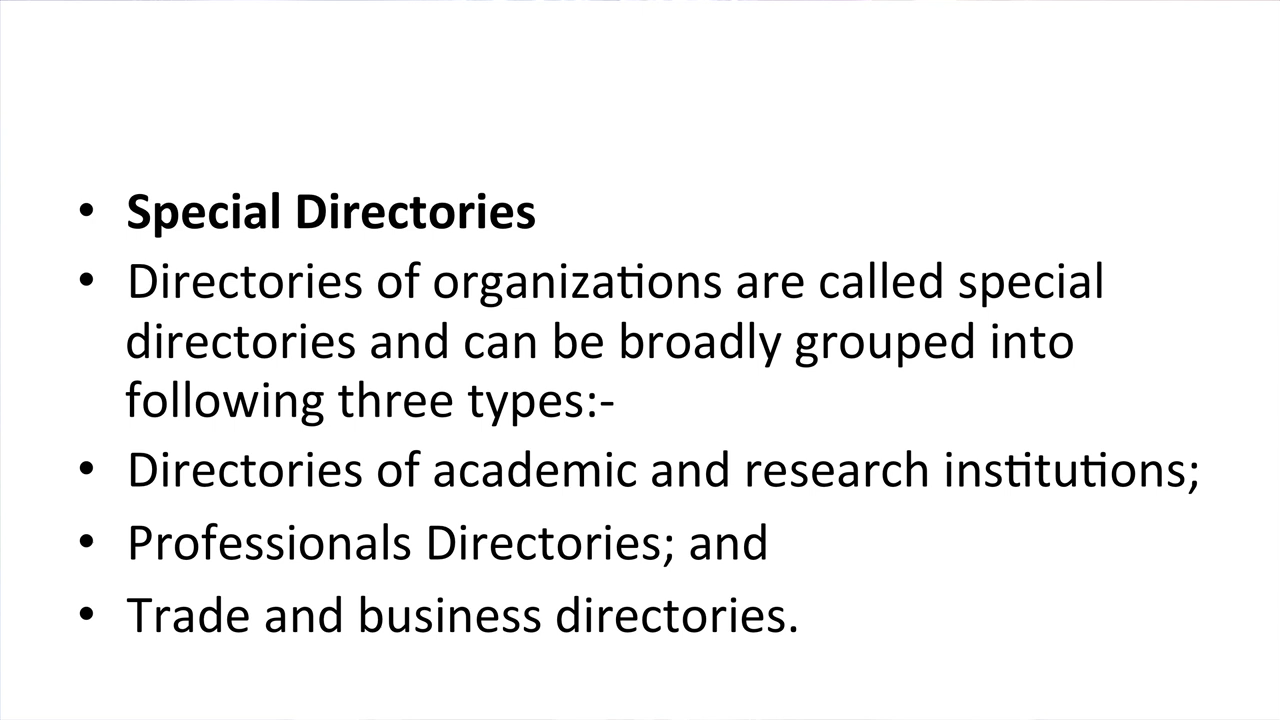 • Special Directories
• Directories of organizations are called special
directories and can be broadly grouped into
following three types:-
• Directories of academic and research institutions;
• Professionals Directories; and
• Trade and business directories.